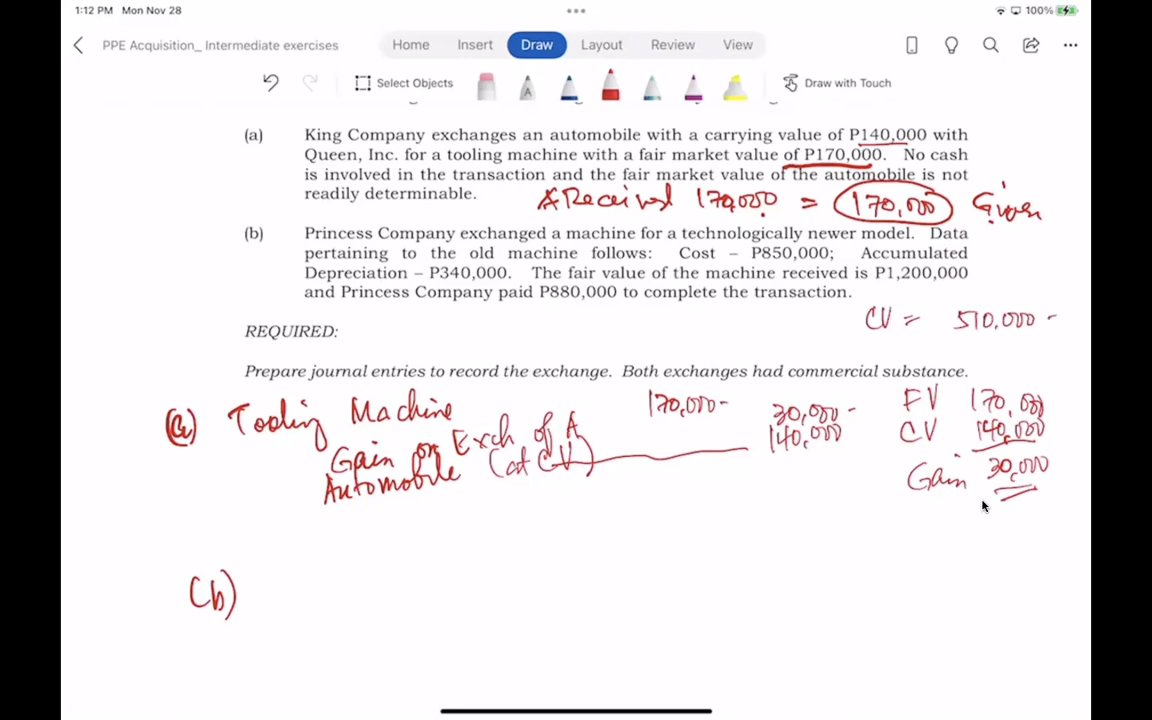 1:12 PM Mon Nov 28
100%
PPE Acquisition_ Intermediate exercises
Home Insert Draw Layout Review View
Select Objects
A
Draw with Touch
(a) King Company exchanges an automobile with a carrying value of P140,000 with
Queen, Inc. for a tooling machine with a fair market value of P170,000. No cash
is involved in the transaction and the fair market value of the automobile is not
readily determinable.
Received 170,000 = 170,000 Given
(b) Princess Company exchanged a machine for a technologically newer model. Data
pertaining to the old machine follows: Cost – P850,000; Accumulated
Depreciation – P340,000. The fair value of the machine received is P1,200,000
and Princess Company paid P880,000 to complete the transaction.
CV = 510,000 -
REQUIRED:
Prepare journal entries to record the exchange. Both exchanges had commercial substance.
(a) Tooling Machine 170,000-
Gain on Exch of A 30,000-
Automobile (at CV) 140,000
FV 170,000
CV 140,000
Gain 30,000
(b)